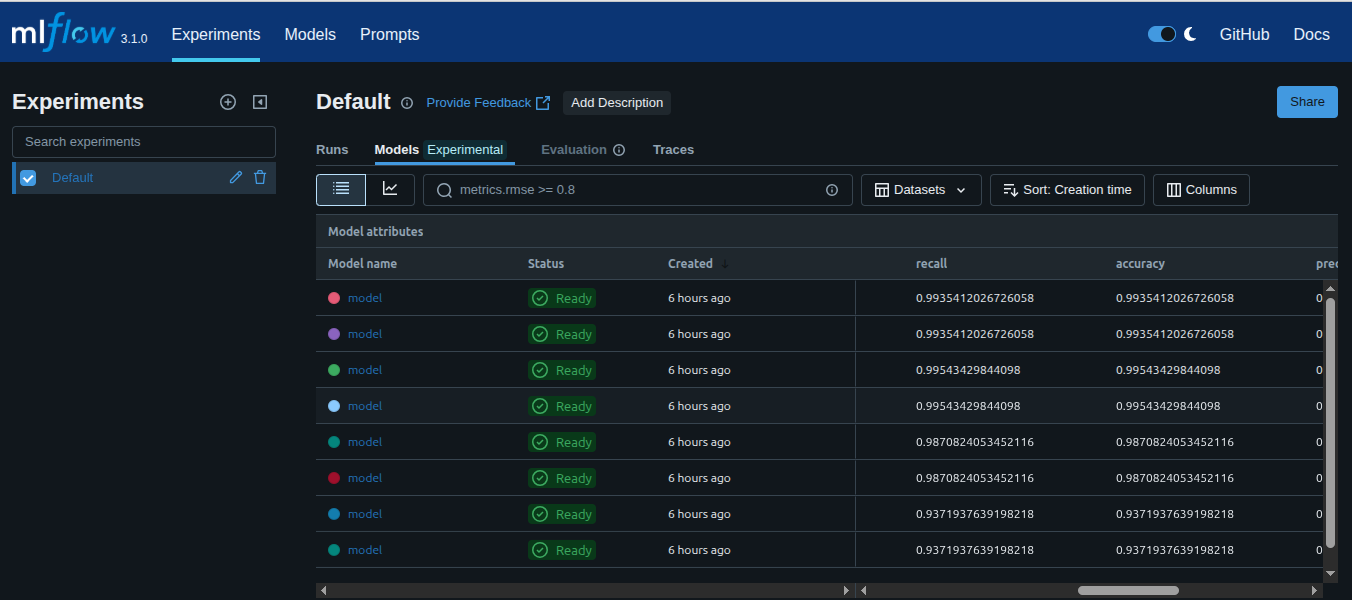 mlflow 3.1.0 Experiments Models Prompts GitHub Docs
Experiments
Search experiments
Default
Default Provide Feedback Add Description Share
Runs Models Experimental Evaluation Traces
metrics.rmse >= 0.8 Datasets Sort: Creation time Columns
Model attributes
Model name Status Created recall accuracy prec
model Ready 6 hours ago 0.9935412026726058 0.9935412026726058 0
model Ready 6 hours ago 0.9935412026726058 0.9935412026726058 0
model Ready 6 hours ago 0.99543429844098 0.99543429844098 0
model Ready 6 hours ago 0.99543429844098 0.99543429844098 0
model Ready 6 hours ago 0.9870824053452116 0.9870824053452116 0
model Ready 6 hours ago 0.9870824053452116 0.9870824053452116 0
model Ready 6 hours ago 0.9371937639198218 0.9371937639198218 0
model Ready 6 hours ago 0.9371937639198218 0.9371937639198218 0